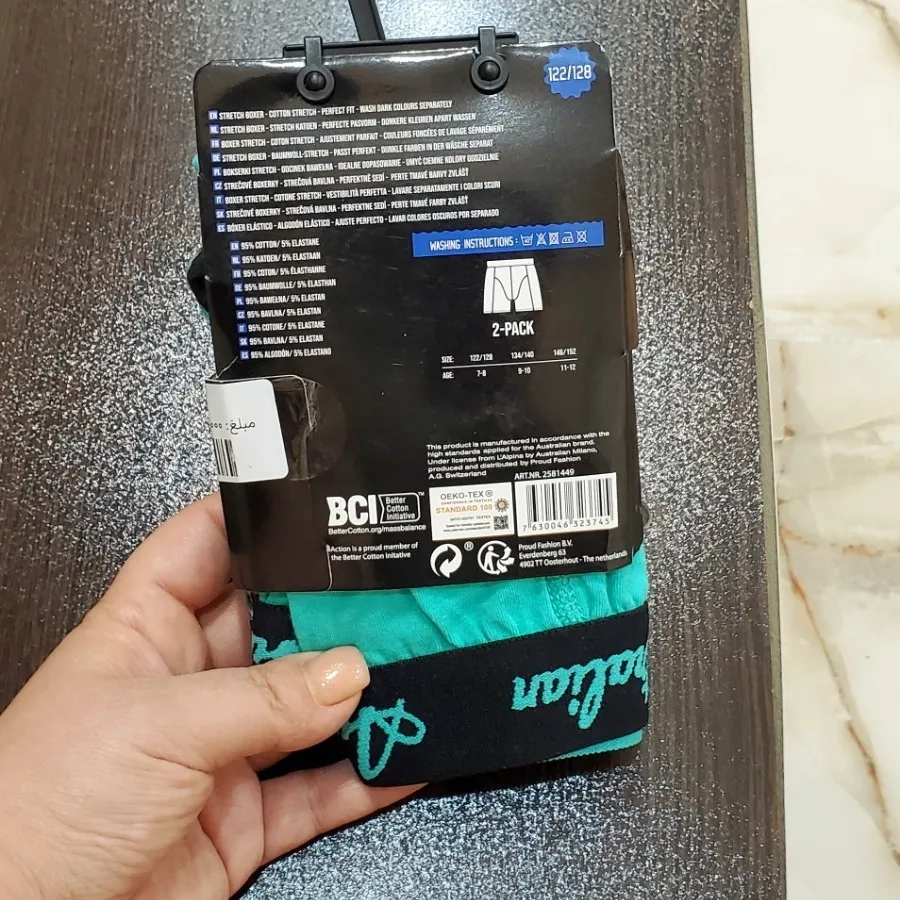 122/128
EN STRETCH BOXER - COTTON STRETCH - PERFECT FIT - WASH DARK COLOURS SEPARATELY
NL STRETCH BOXER - STRETCH KATOEN - PERFECTE PASVORM - DONKERE KLEUREN APART WASSEN
FR BOXER STRETCH - COTON STRETCH - AJUSTEMENT PARFAIT - COULEURS FONCÉES DE LAVAGE SÉPARÉMENT
DE STRETCH BOXER - BAUMWOLL-STRETCH - PASST PERFEKT - DUNKLE FARBEN IN DER WÄSCHE SEPARAT
PL BOKSERKI STRETCH - ODCINEK BAWEŁNA - IDEALNE DOPASOWANIE - UMYĆ CIEMNE KOLORY ODDZIELNIE
CZ STREČOVÉ BOXERKY - STREČOVÁ BAVLNA - PERFEKTNĚ SEDÍ - PERTE TMAVÉ BARVY ZVLÁŠT
IT BOXER STRETCH - COTONE STRETCH - VESTIBILITÀ PERFETTA - LAVARE SEPARATAMENTE I COLORI SCURI
SK STREČOVÉ BOXERKY - STREČOVÁ BAVLNA - PERFEKTNE SEDÍ - PERTE TMAVÉ FARBY ZVLÁŠT
ES BÓXER ELÁSTICO - ALGODÓN ELÁSTICO - AJUSTE PERFECTO - LAVAR COLORES OSCUROS POR SEPARADO
EN 95% COTTON/ 5% ELASTANE
NL 95% KATOEN/ 5% ELASTAAN
FR 95% COTON/ 5% ÉLASTHANNE
DE 95% BAUMWOLLE/ 5% ELASTHAN
PL 95% BAWEŁNA/ 5% ELASTAN
CZ 95% BAVLNA/ 5% ELASTAN
IT 95% COTONE/ 5% ELASTANE
SK 95% BAVLNA/ 5% ELASTAN
ES 95% ALGODÓN/ 5% ELASTANO
WASHING INSTRUCTIONS:
2-PACK
SIZE: 122/128 134/140 146/152
AGE: 7-8 9-10 11-12
مبلغ:
This product is manufactured in accordance with the
high standards applied for the Australian brand.
Under license from L'Alpina by Australian Milano,
produced and distributed by Proud Fashion
A.G. Switzerland
ART.NR. 2581449
BCI Better Cotton Initiative™
BetterCotton.org/massbalance
OEKO-TEX®
STANDARD 100
7630046323745
Action is a proud member of
the Better Cotton Initative
Proud Fashion B.V.
Everdenberg 63
4902 TT Oosterhout - The netherlands
ralian
A